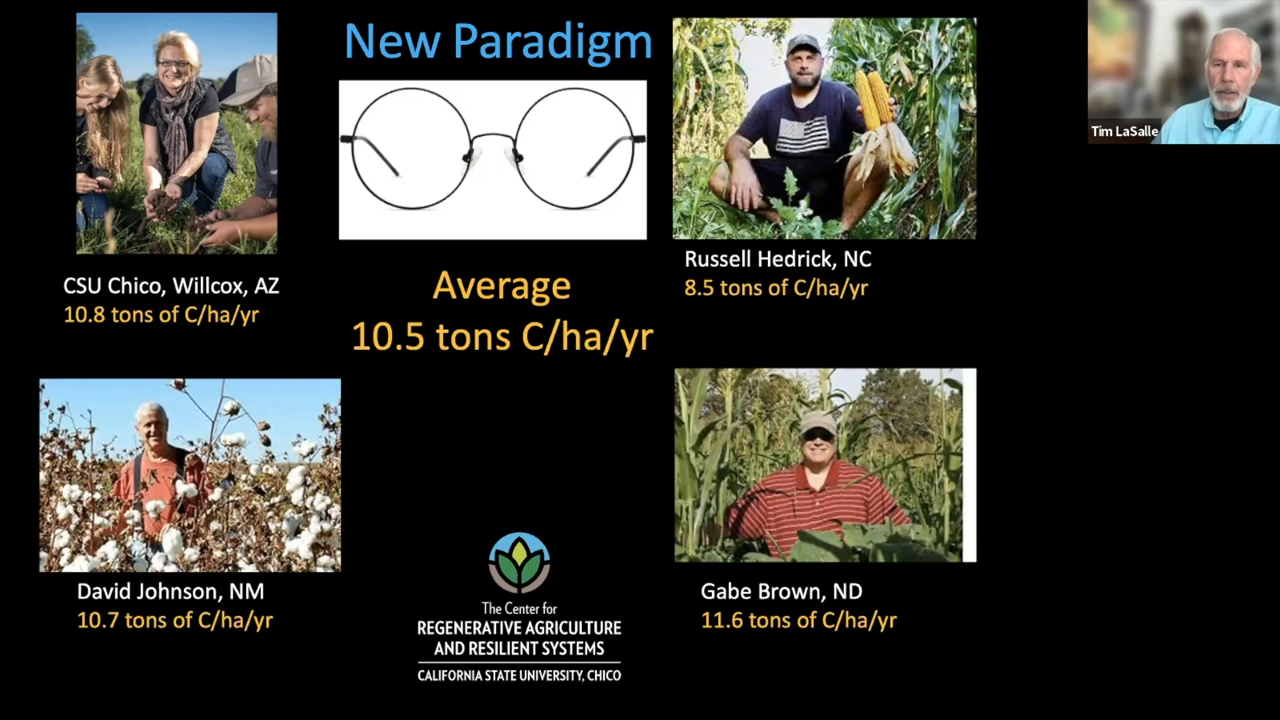 New Paradigm
Tim LaSalle
CSU Chico, Willcox, AZ
10.8 tons of C/ha/yr
Average
10.5 tons C/ha/yr
Russell Hedrick, NC
8.5 tons of C/ha/yr
David Johnson, NM
10.7 tons of C/ha/yr
The Center for
REGENERATIVE AGRICULTURE
AND RESILIENT SYSTEMS
CALIFORNIA STATE UNIVERSITY, CHICO
Gabe Brown, ND
11.6 tons of C/ha/yr